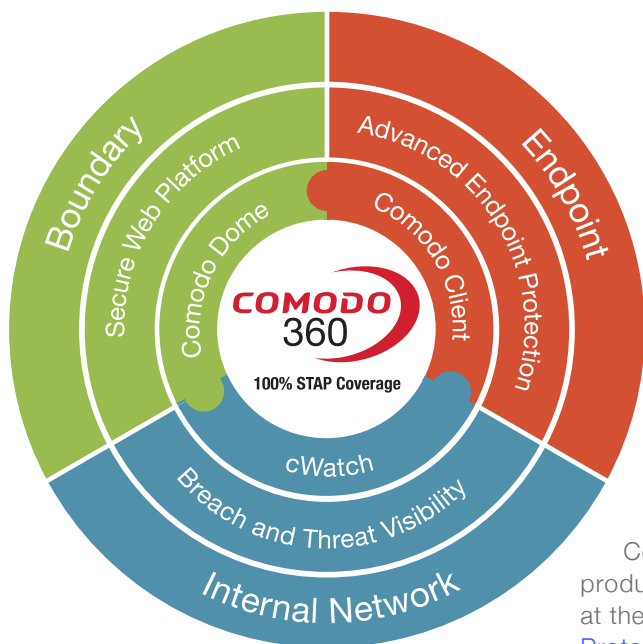 Boundary
Secure Web Platform
Comodo Dome
Endpoint
Advanced Endpoint Protection
Comodo Client
COMODO
360
100% STAP Coverage
cWatch
Breach and Threat Visibility
Internal Network
produ
at the